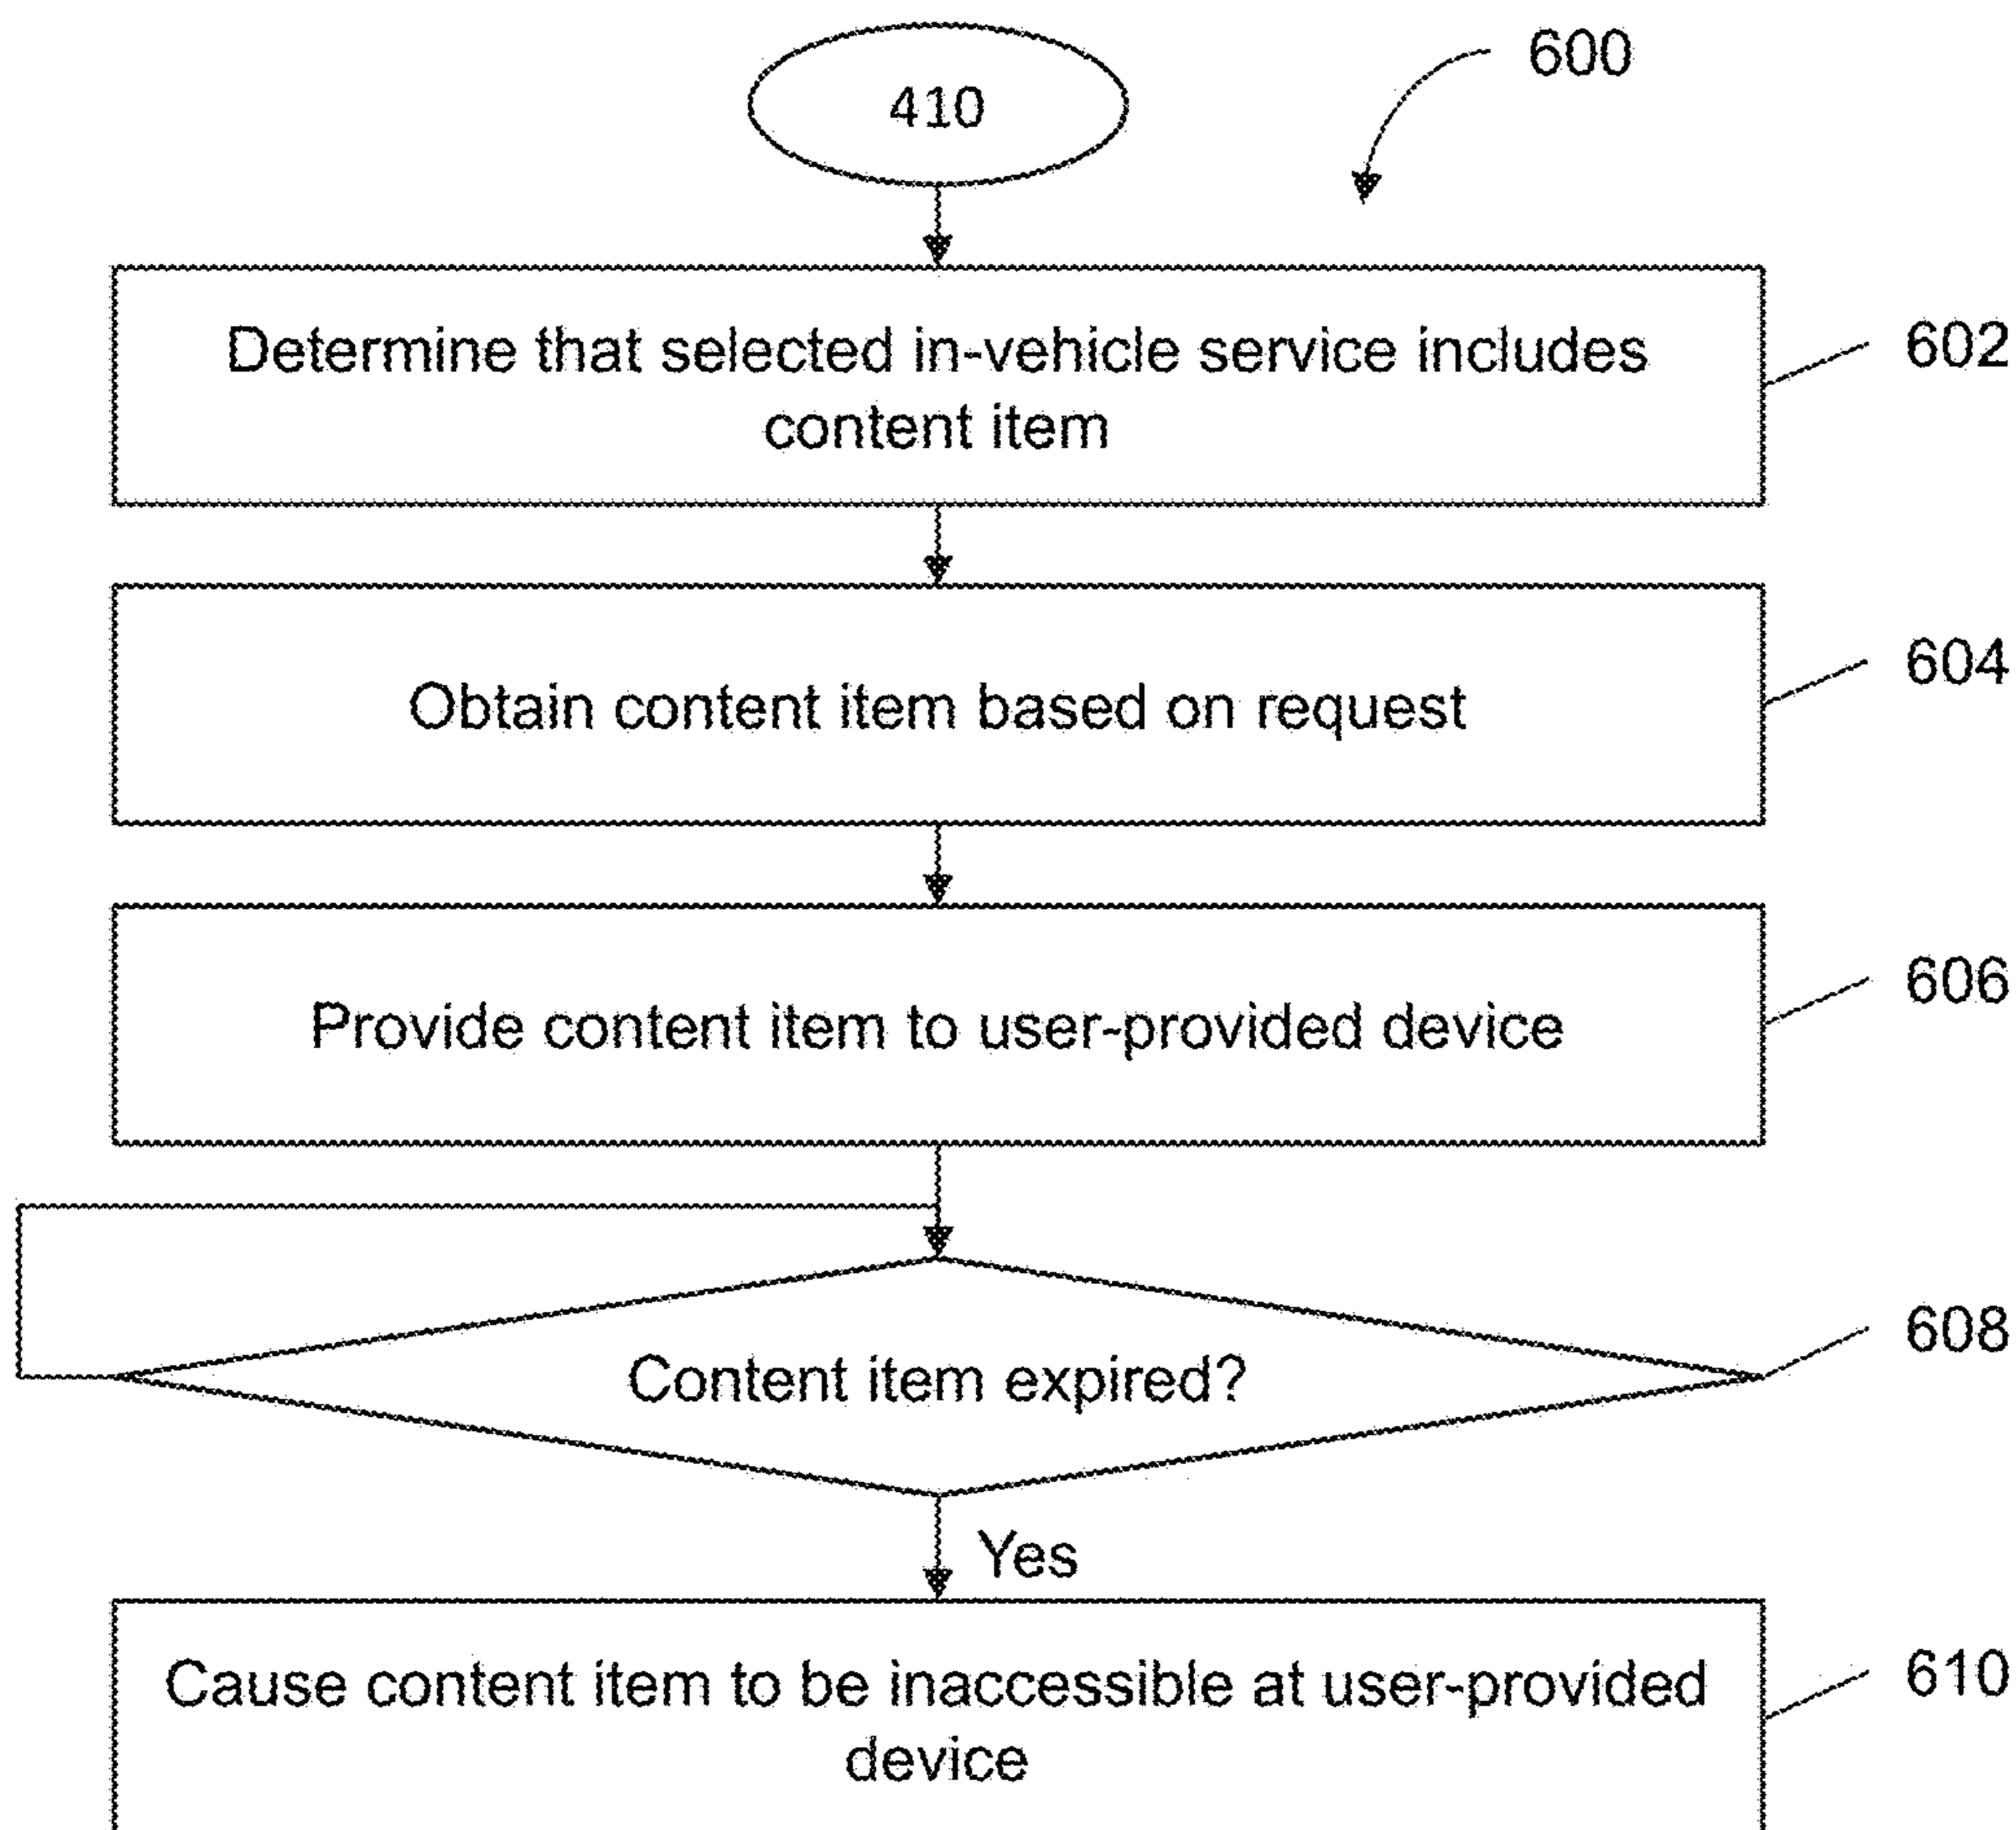 410
600
Determine that selected in-vehicle service includes
content item
602
Obtain content item based on request
604
Provide content item to user-provided device
606
Content item expired?
608
Yes
Cause content item to be inaccessible at user-provided
device
610